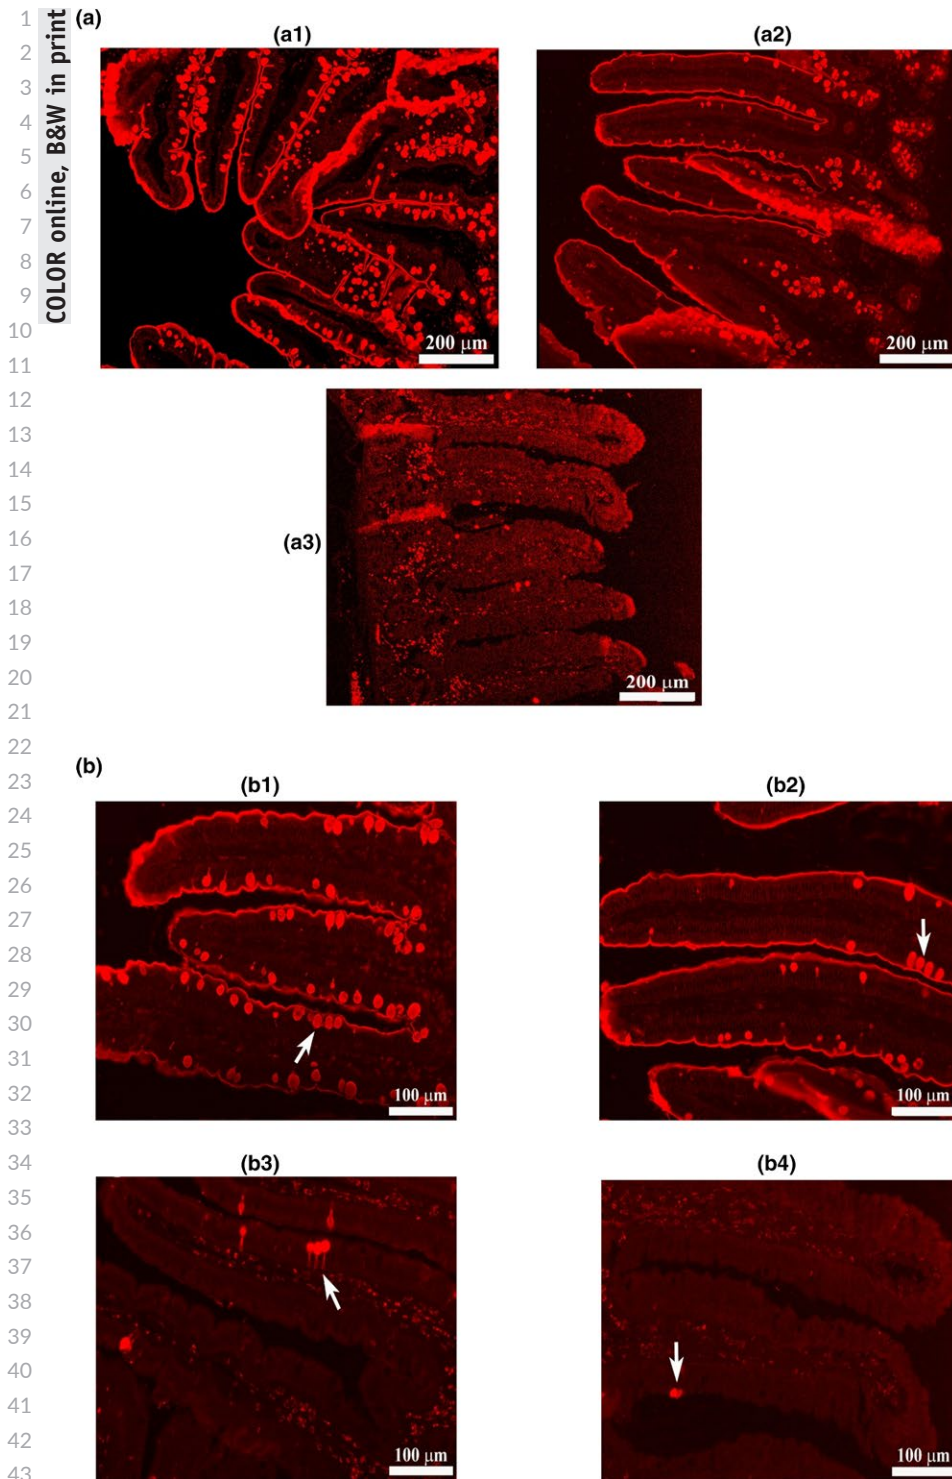 COLOR online, B&W in print
1
2
3
4
5
6
7
8
9
10
11
12
13
14
15
16
17
18
19
20
21
22
23
24
25
26
27
28
29
30
31
32
33
34
35
36
37
38
39
40
41
42
43
(a)
(a1)
(a2)
200 μm
200 μm
(a3)
200 μm
(b)
(b1)
(b2)
100 μm
100 μm
(b3)
(b4)
100 μm
100 μm